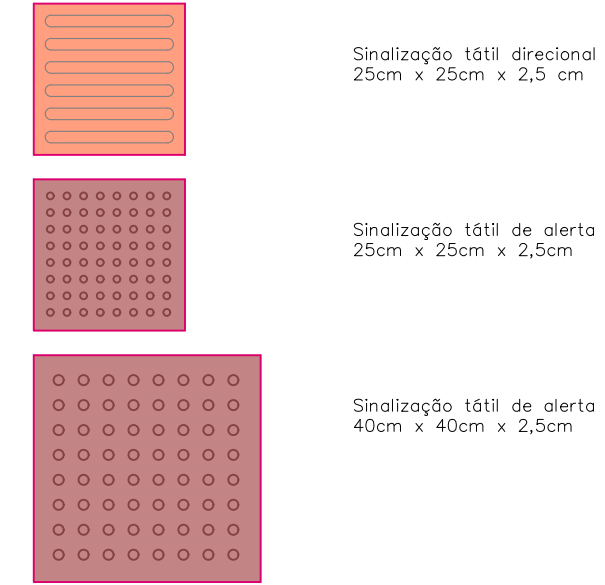 Sinalização tátil direcional
25cm x 25cm x 2,5 cm
Sinalização tátil de alerta
25cm x 25cm x 2,5cm
Sinalização tátil de alerta
40cm x 40cm x 2,5cm